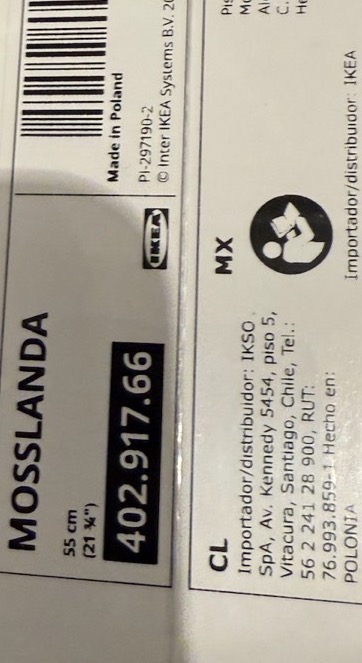 MOSSLANDA
55 cm
(21 ¾")
402.917.66
IKEA
Made in Poland
PI-297190-2
© Inter IKEA Systems B.V.
CL
Importador/distribuidor: IKSO
SpA, Av. Kennedy 5454, piso 5,
Vitacura, Santiago, Chile, Tel.:
56 2 241 28 900, RUT:
76.993.859-1 Hecho en:
POLONIA
MX
Importador/distribuidor: IKEA